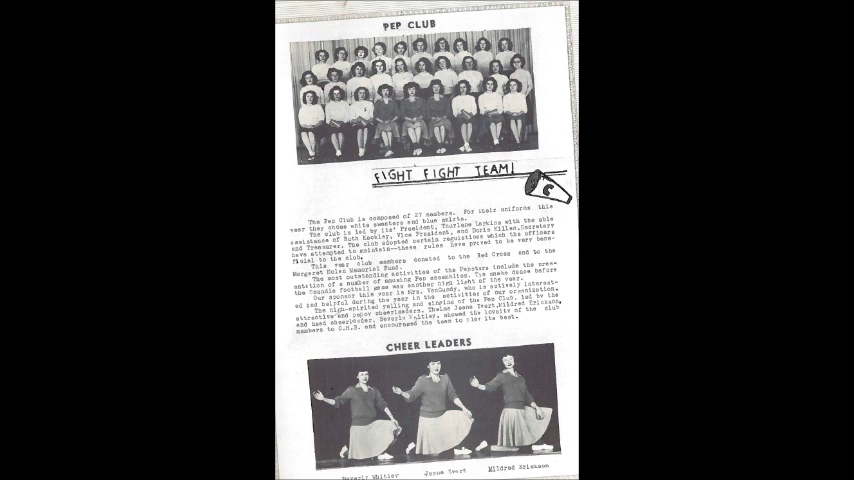 PEP CLUB
FIGHT FIGHT TEAM!
C
The Pep Club is composed of 27 members. For their uniforms this
year they chose white sweaters and blue skirts.
The club is led by its' President, Thurlene Larkins with the able
assistance of Ruth Keckley, Vice President, and Doris Killen, Secretary
and Treasurer. The club adopted certain regulations which the officers
have attempted to maintain--these rules have proved to be very bene-
ficial to the club.
This year club members donated to the Red Cross and to the
Margaret Nolan Memorial Fund.
The most outstanding activities of the Pepsters include the pres-
entation of a number of amusing Pep assemblies. The snake dance before
the football game was another high light of the year.
Our sponsor this year is Mrs. VanGundy, who is actively interest-
ed and helpful during the year in the activities of our organization.
The high-spirited yelling and singing of the Pep Club, led by the
attractive and peppy cheerleaders, Thelma Jeane Evert, Mildred Erickson,
and head cheerleader, Beverly Whitley, showed the loyalty of the club
members to C.H.S. and encouraged the team to play its best.
CHEER LEADERS
Beverly Whitley Jeane Evert Mildred Erickson